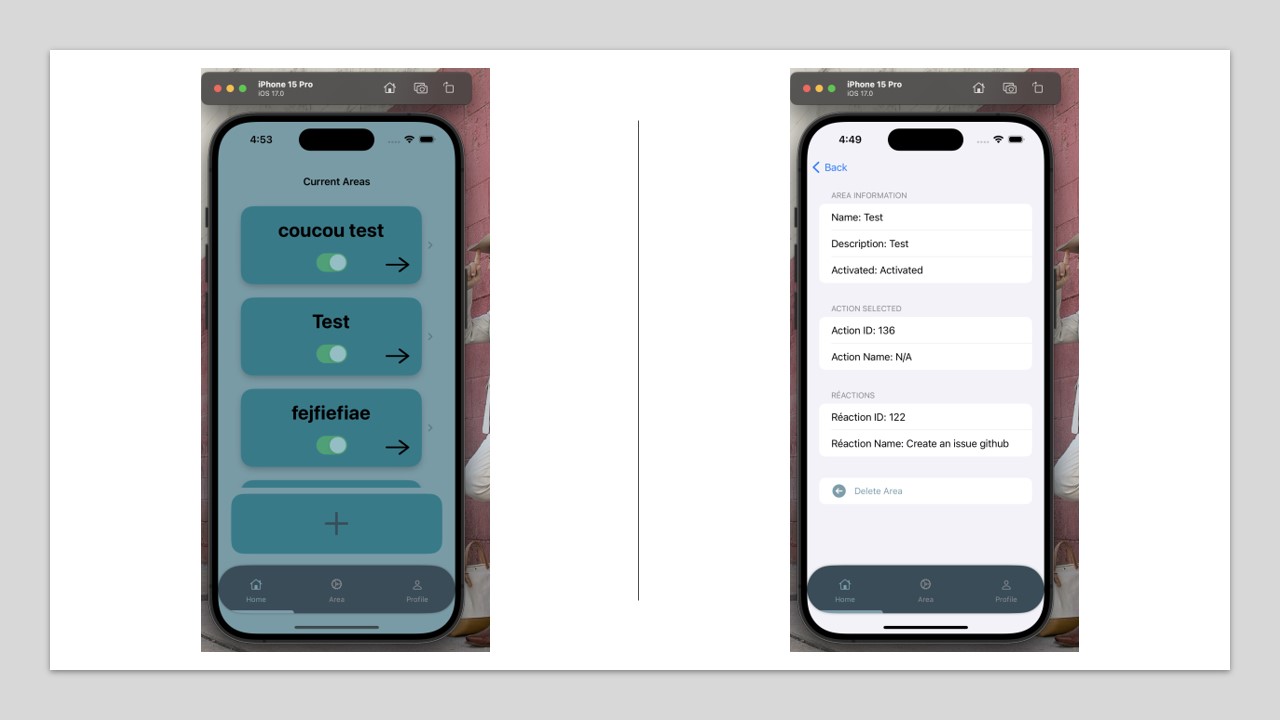 iPhone 15 Pro
iOS 17.0
4:53
Current Areas
coucou test
Test
fejfiefiae
Home
Area
Profile
iPhone 15 Pro
iOS 17.0
4:49
Back
AREA INFORMATION
Name: Test
Description: Test
Activated: Activated
ACTION SELECTED
Action ID: 136
Action Name: N/A
RÉACTIONS
Réaction ID: 122
Réaction Name: Create an issue github
Delete Area
Home
Area
Profile